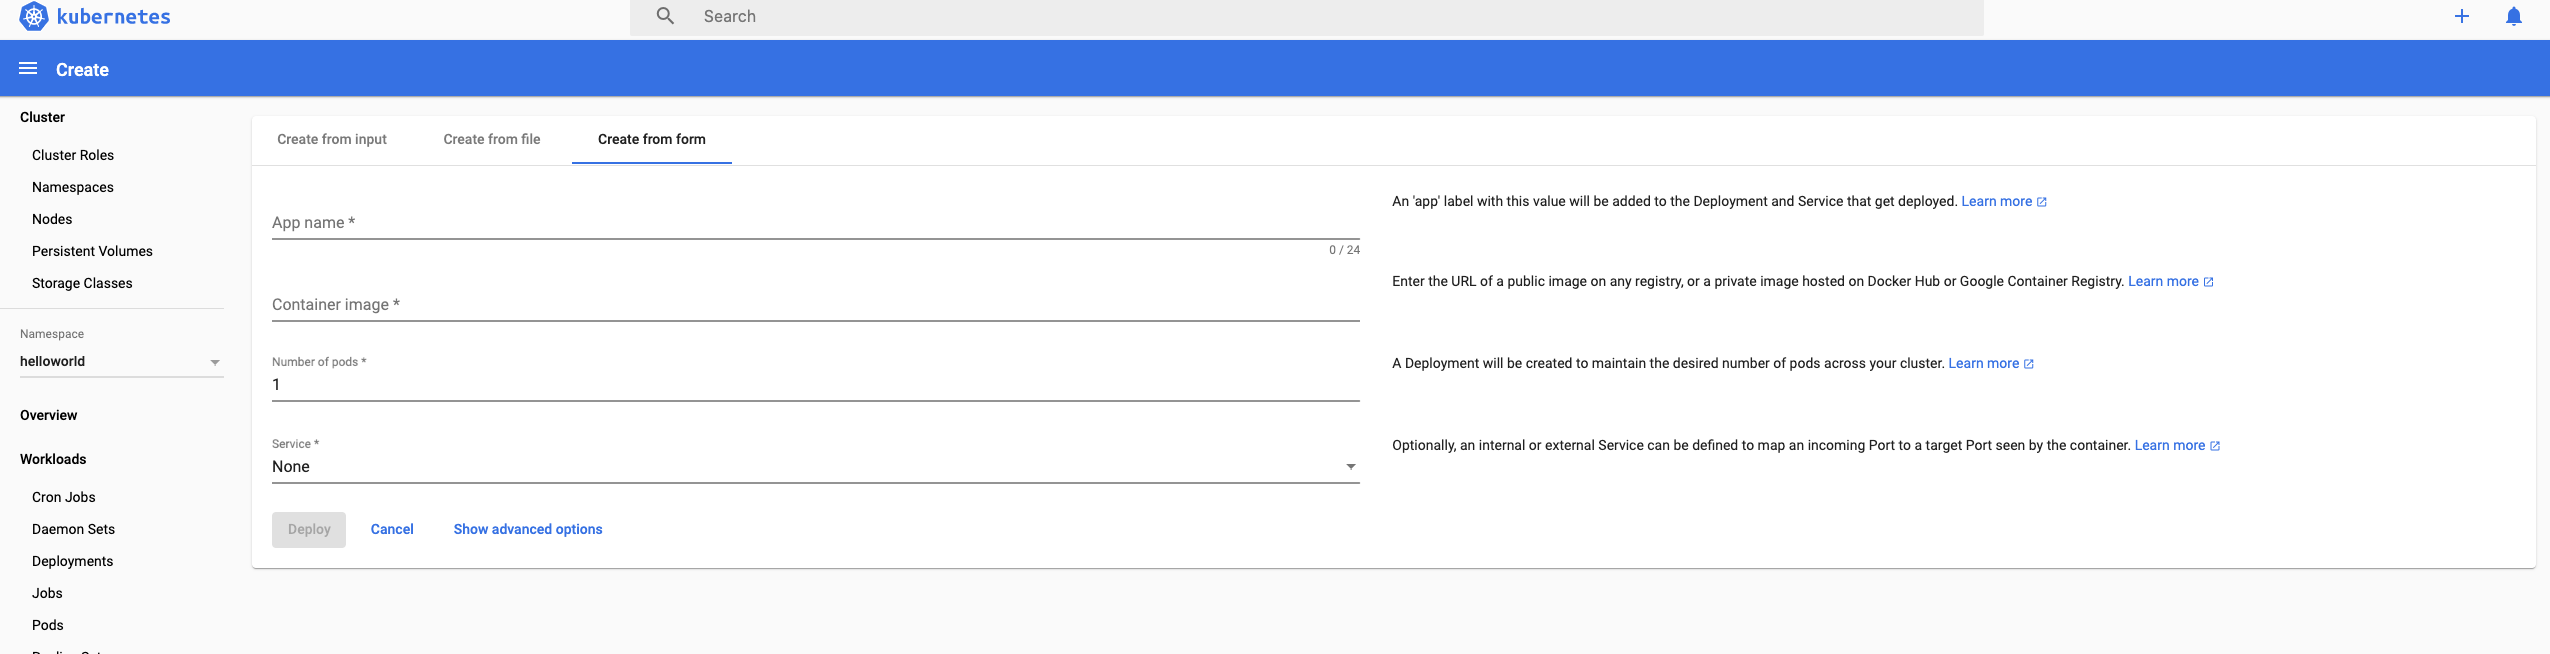 kubernetes
Search
Create
Cluster
Cluster Roles
Namespaces
Nodes
Persistent Volumes
Storage Classes
Namespace
helloworld
Overview
Workloads
Cron Jobs
Daemon Sets
Deployments
Jobs
Pods
Create from input
Create from file
Create from form
App name *
0 / 24
An 'app' label with this value will be added to the Deployment and Service that get deployed. Learn more
Container image *
Enter the URL of a public image on any registry, or a private image hosted on Docker Hub or Google Container Registry. Learn more
Number of pods *
1
A Deployment will be created to maintain the desired number of pods across your cluster. Learn more
Service *
None
Optionally, an internal or external Service can be defined to map an incoming Port to a target Port seen by the container. Learn more
Deploy
Cancel
Show advanced options